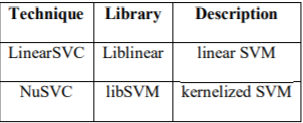 Technique Library Description
LinearSVC Liblinear linear SVM
NuSVC libSVM kernelized SVM